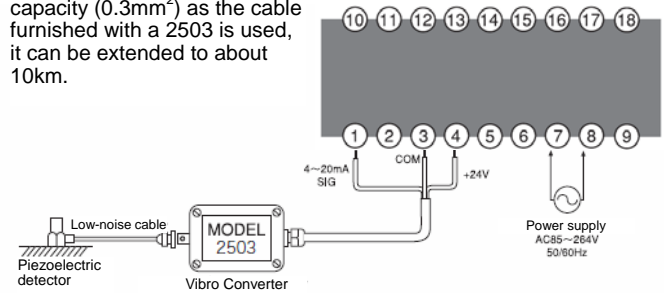 capacity (0.3mm²) as the cable
furnished with a 2503 is used,
it can be extended to about
10km.
10 11 12 13 14 15 16 17 18
1 2 3 4 5 6 7 8 9
4~20mA
SIG
COM
+24V
Low-noise cable
MODEL
2503
Piezoelectric
detector
Vibro Converter
Power supply
AC85~264V
50/60Hz